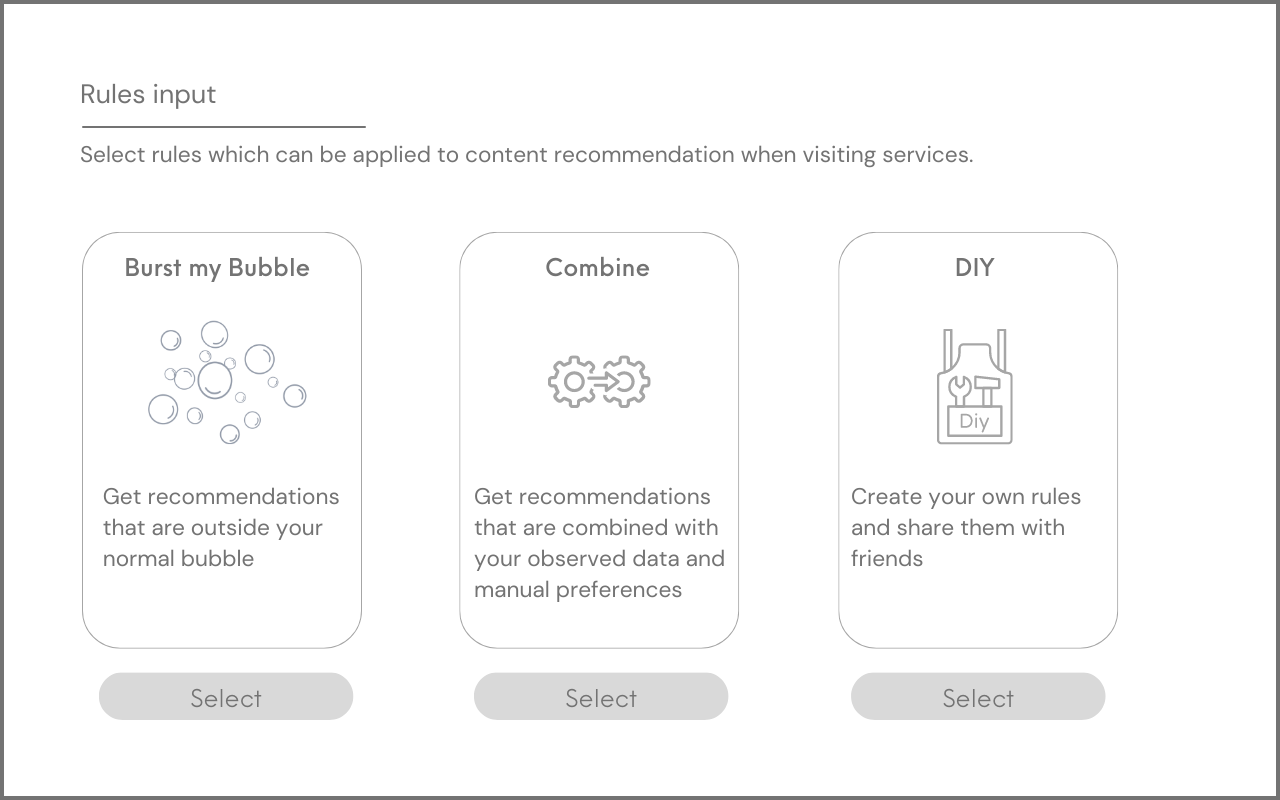 Rules input
Select rules which can be applied to content recommendation when visiting services.
Burst my Bubble
Get recommendations
that are outside your
normal bubble
Select
Combine
Get recommendations
that are combined with
your observed data and
manual preferences
Select
DIY
Diy
Create your own rules
and share them with
friends
Select